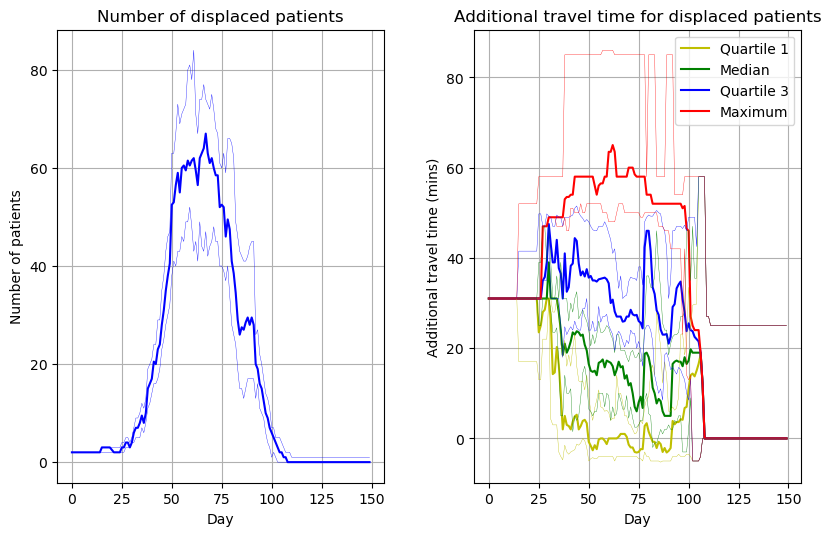 Number of displaced patients
Number of patients
80
60
40
20
0
0 25 50 75 100 125 150
Day
Additional travel time for displaced patients
Additional travel time (mins)
80
60
40
20
0
0 25 50 75 100 125 150
Day
Quartile 1
Median
Quartile 3
Maximum